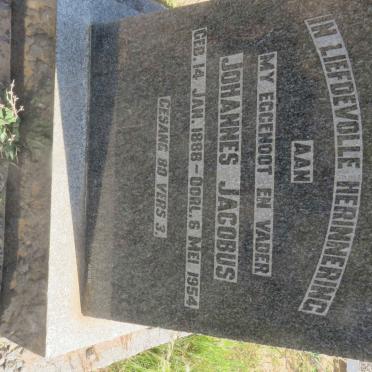 IN LIEFDEVOLLE HERINNERING
AAN
MY EGGENOOT EN VADER
JOHANNES JACOBUS
GEB. 14 JAN. 1888 – OORL. 6 MEI 1954
GESANG 80 VERS 3.